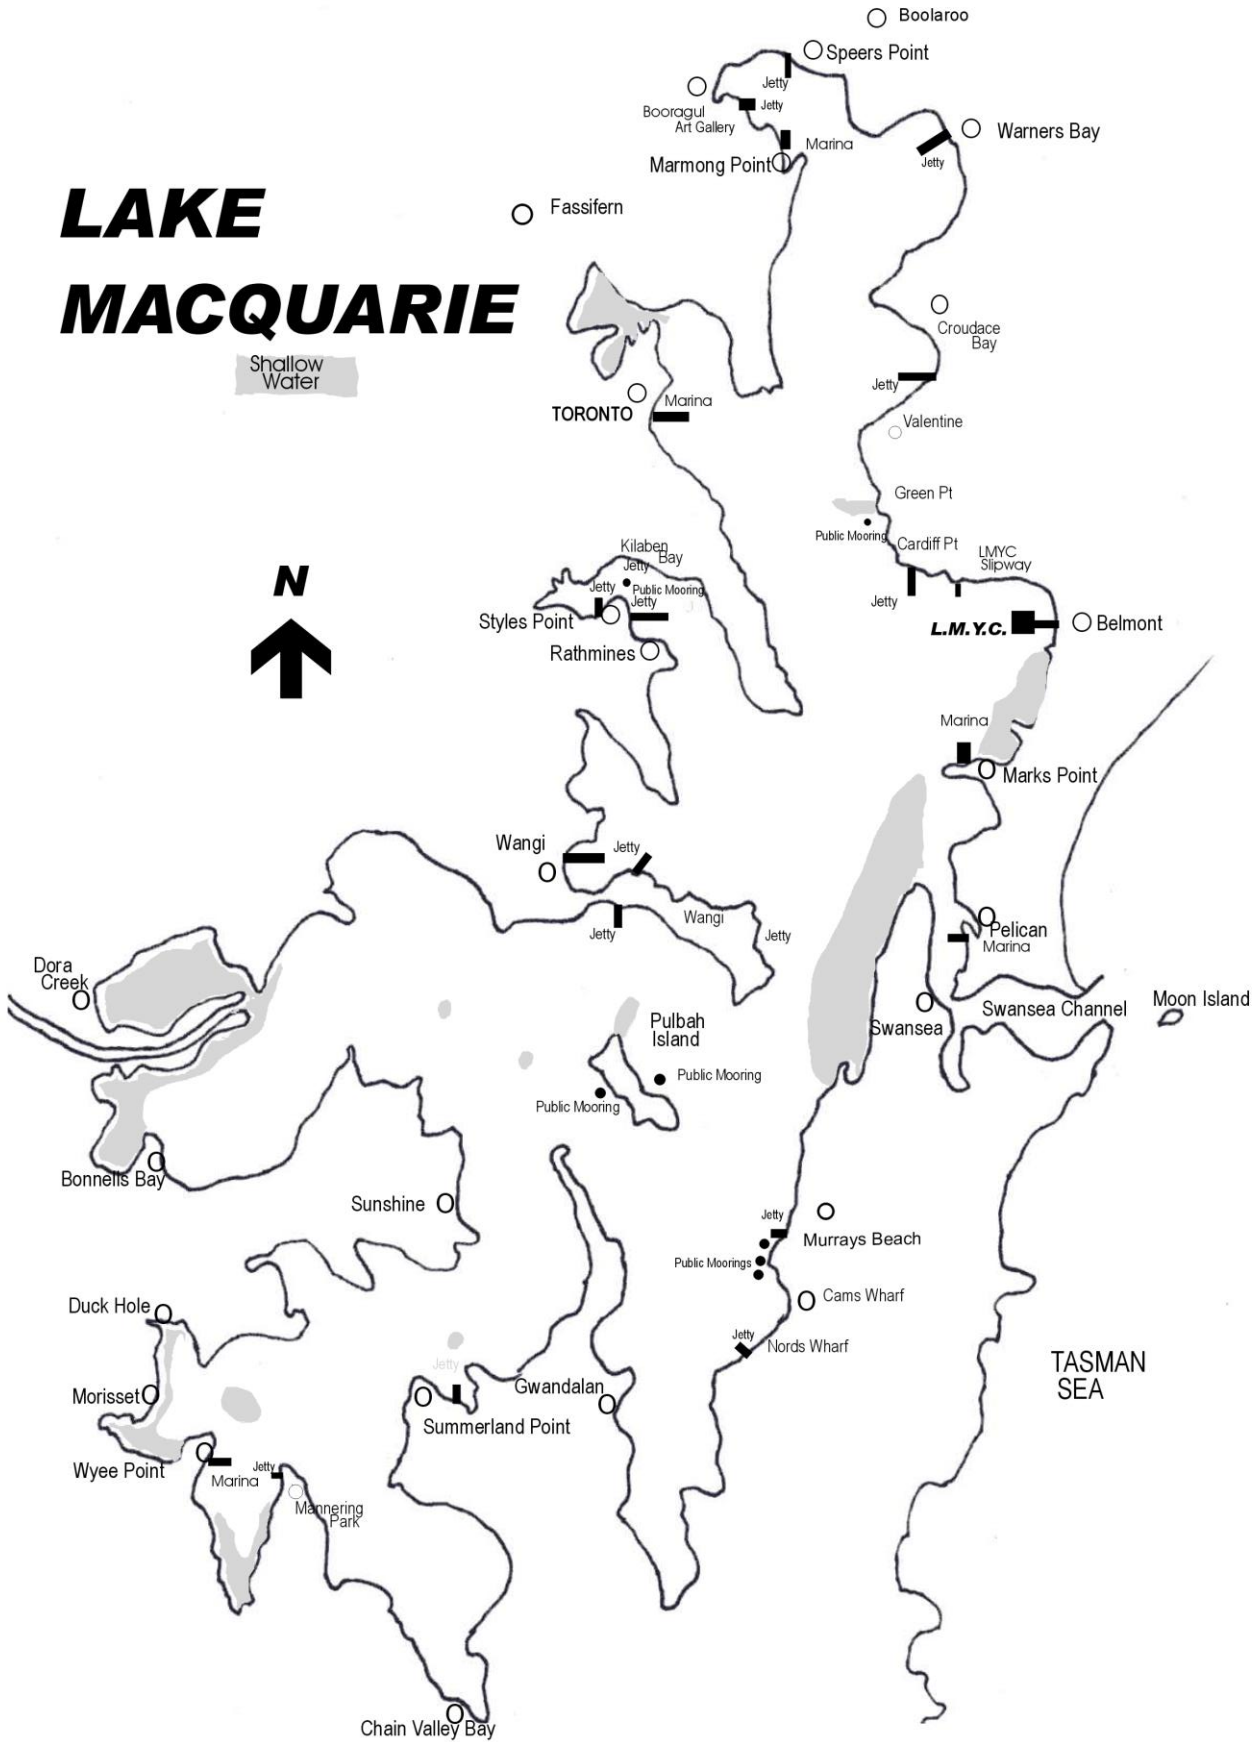 Boolaroo
Speers Point
Jetty
Booragul
Art Gallery
Jetty
Marina
Marmong Point
Warners Bay
Jetty
LAKE
MACQUARIE
Shallow
Water
Fassifern
Croudace
Bay
Jetty
Marina
TORONTO
Valentine
Green Pt
Public Mooring
Cardiff Pt
LMYC
Slipway
Jetty
Kilaben
Bay
Jetty
Jetty
Public Mooring
Jetty
Styles Point
Rathmines
N
L.M.Y.C.
Belmont
Marina
Marks Point
Wangi
Jetty
Jetty
Wangi
Jetty
Pelican
Marina
Dora
Creek
Swansea
Swansea Channel
Moon Island
Pulbah
Island
Public Mooring
Public Mooring
Bonnells Bay
Sunshine
Jetty
Murrays Beach
Public Moorings
Cams Wharf
Jetty
Nords Wharf
Duck Hole
Jetty
Morisset
Gwandalan
Summerland Point
TASMAN
SEA
Wyee Point
Marina
Jetty
Mannering
Park
Chain Valley Bay